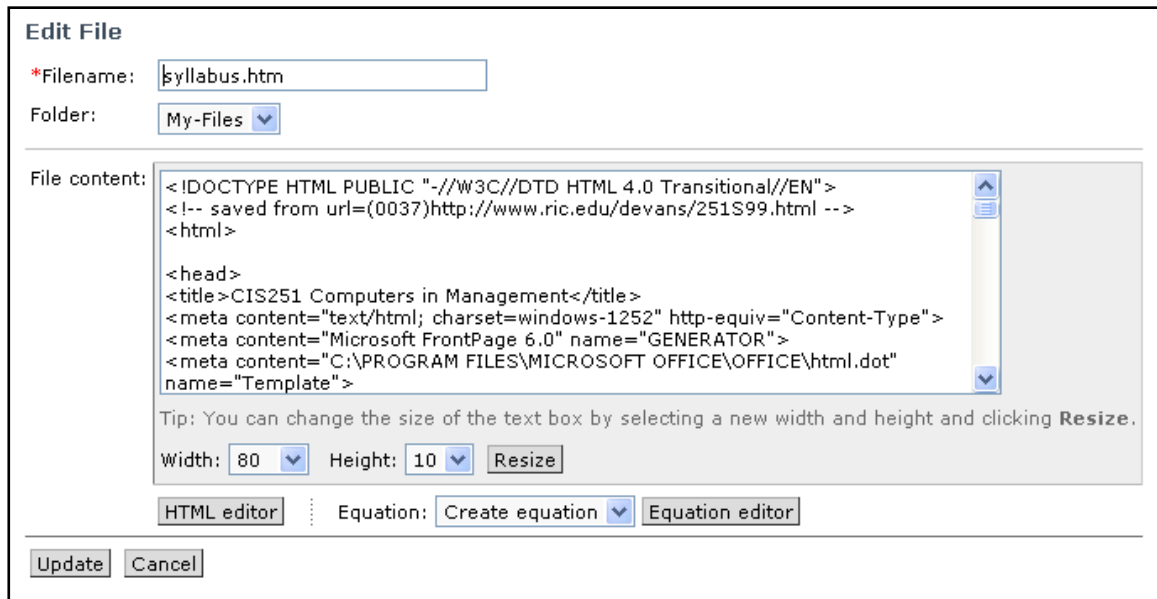 Edit File
*Filename: syllabus.htm
Folder: My-Files
File content:
<!DOCTYPE HTML PUBLIC "-//W3C//DTD HTML 4.0 Transitional//EN">
<!-- saved from url=(0037)http://www.ric.edu/devans/251S99.html -->
<html>
<head>
<title>CIS251 Computers in Management</title>
<meta content="text/html; charset=windows-1252" http-equiv="Content-Type">
<meta content="Microsoft FrontPage 6.0" name="GENERATOR">
<meta content="C:\PROGRAM FILES\MICROSOFT OFFICE\OFFICE\html.dot"
name="Template">
Tip: You can change the size of the text box by selecting a new width and height and clicking Resize.
Width: 80 Height: 10 Resize
HTML editor Equation: Create equation Equation editor
Update Cancel